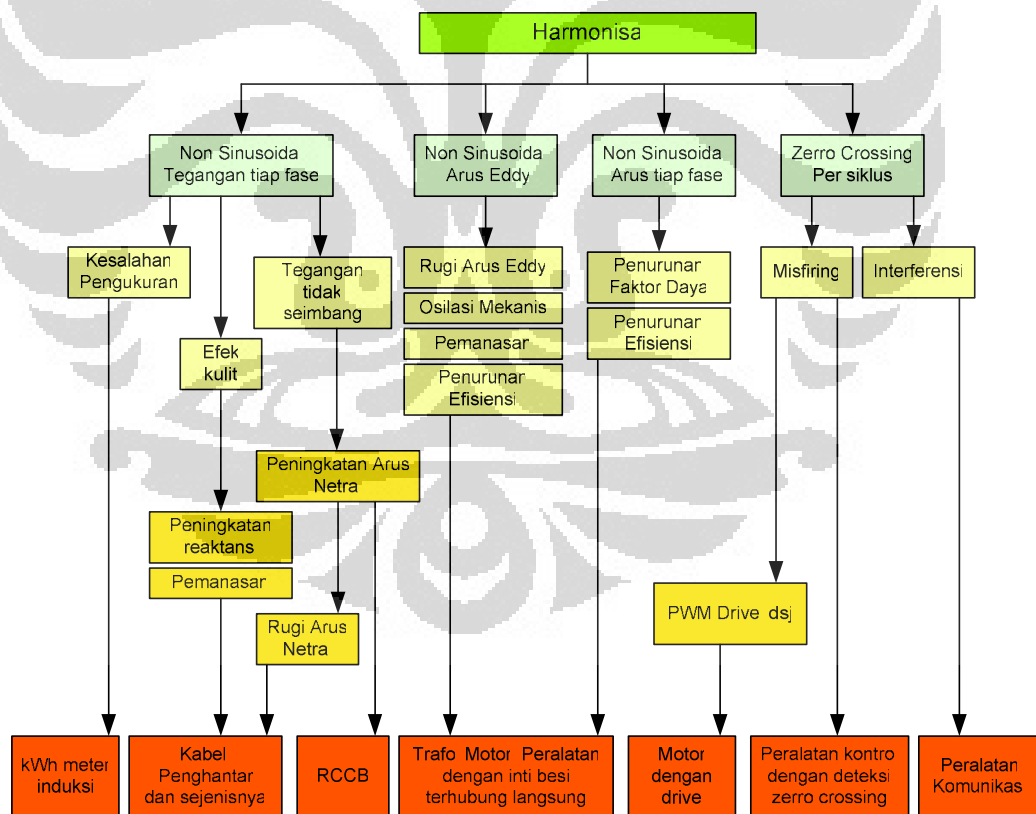 Harmonisa
Non Sinusoida
Tegangan tiap fase
Non Sinusoida
Arus Eddy
Non Sinusoida
Arus tiap fase
Zerro Crossing
Per siklus
Kesalahan
Pengukuran
Tegangan
tidak
seimbang
Rugi Arus Eddy
Osilasi Mekanis
Pemanasan
Penurunan
Efisiensi
Penurunan
Faktor Daya
Penurunan
Efisiensi
Misfiring
Interferensi
Efek
kulit
Peningkatan Arus
Netra
Peningkatan
reaktans
Pemanasan
Rugi Arus
Netra
PWM Drive dsj
kWh meter
induksi
Kabel
Penghantar
dan sejenisnya
RCCB
Trafo Motor Peralatan
dengan inti besi
terhubung langsung
Motor
dengan
drive
Peralatan kontro
dengan deteksi
zerro crossing
Peralatan
Komunikas